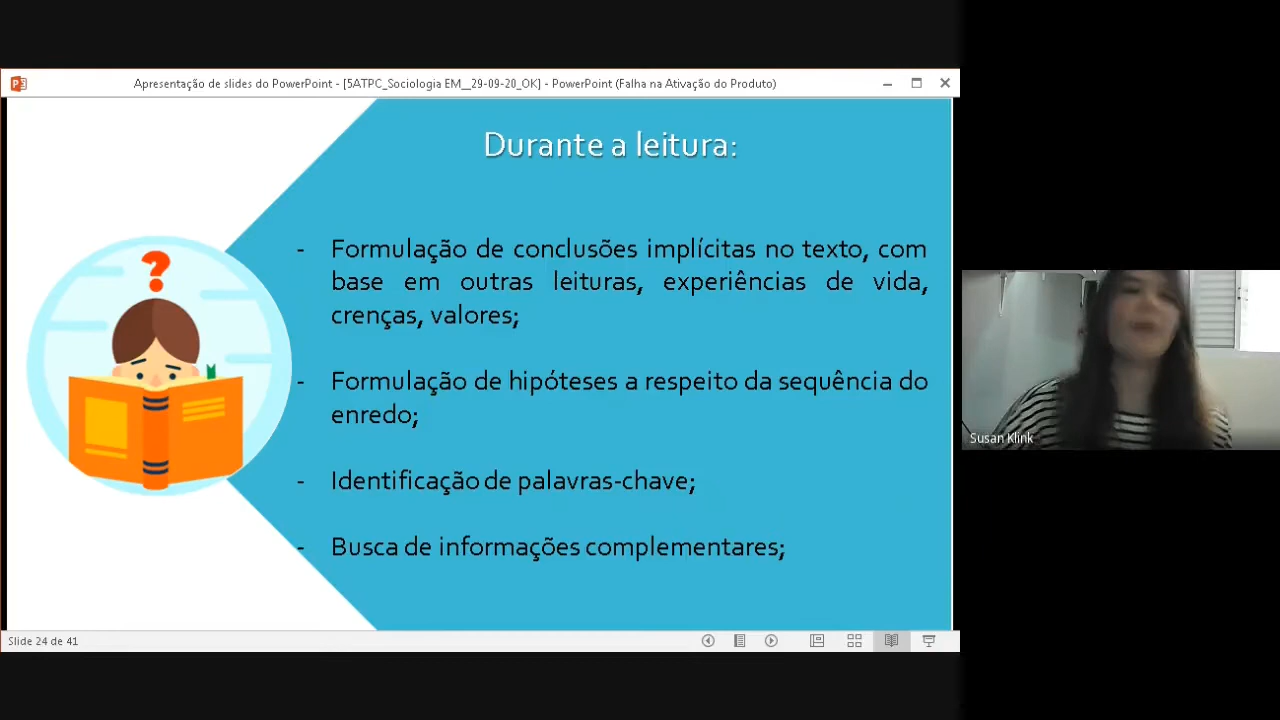 Apresentação de slides do PowerPoint - [5ATPC_Sociologia EM__29-09-20_OK] - PowerPoint (Falha na Ativação do Produto)
Durante a leitura:
- Formulação de conclusões implícitas no texto, com
base em outras leituras, experiências de vida,
crenças, valores;
- Formulação de hipóteses a respeito da sequência do
enredo;
- Identificação de palavras-chave;
- Busca de informações complementares;
?
Susan Klink
Slide 24 de 41